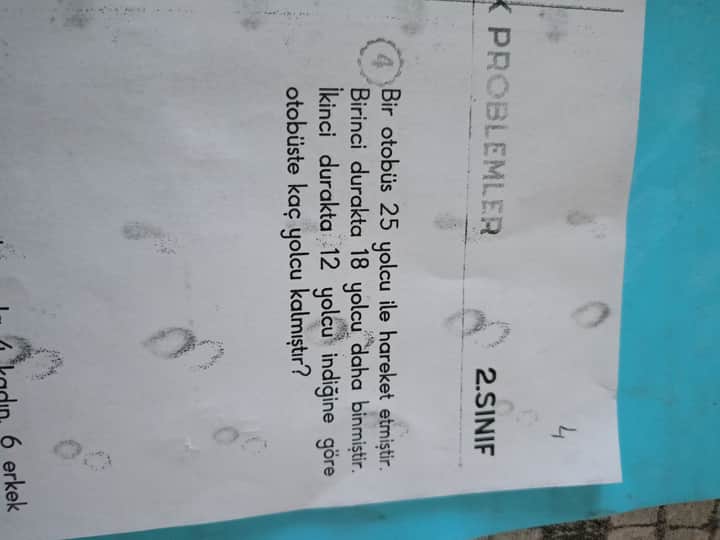 PROBLEMLER 2.SINIF
4
4 Bir otobüs 25 yolcu ile hareket etmiştir.
Birinci durakta 18 yolcu daha binmiştir.
İkinci durakta 12 yolcu indiğine göre
otobüste kaç yolcu kalmıştır?
4 kadın, 6 erkek